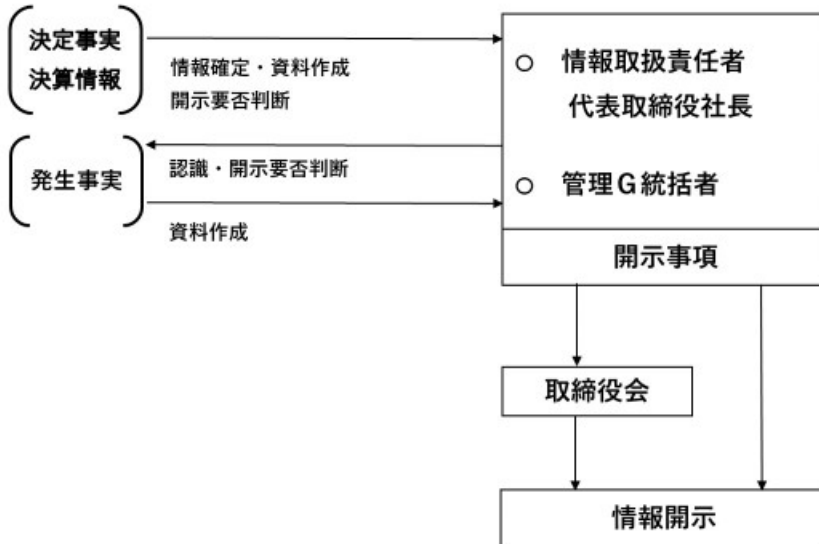 決定事実
決算情報
情報確定・資料作成
開示要否判断
○ 情報取扱責任者
代表取締役社長
発生事実
認識・開示要否判断
○ 管理Ｇ統括者
資料作成
開示事項
取締役会
情報開示